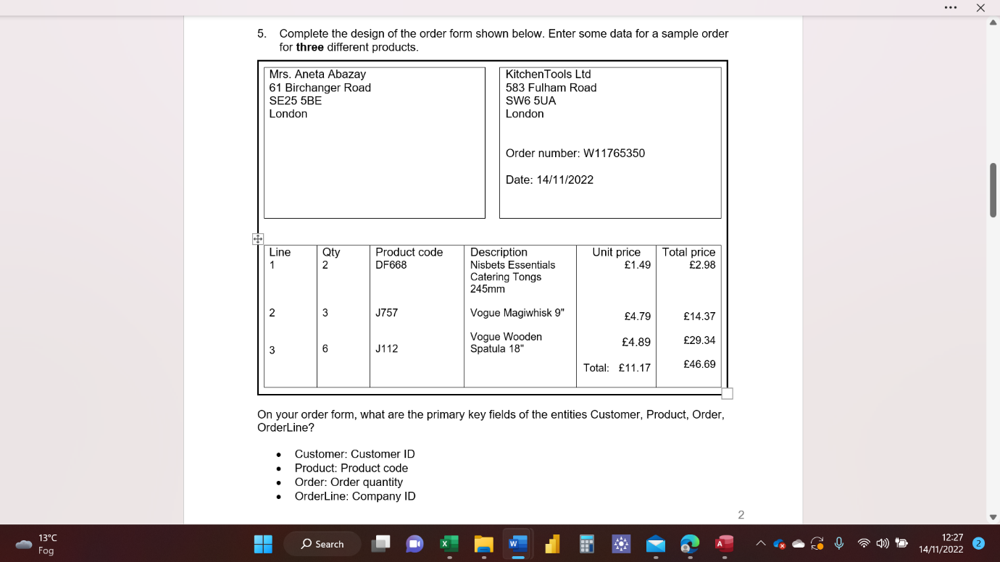 5. Complete the design of the order form shown below. Enter some data for a sample order
for three different products.
Mrs. Aneta Abazay
61 Birchanger Road
SE25 5BE
London
KitchenTools Ltd
583 Fulham Road
SW6 5UA
London
Order number: W11765350
Date: 14/11/2022
Line Qty Product code Description Unit price Total price
1 2 DF668 Nisbets Essentials £1.49 £2.98
Catering Tongs
245mm
2 3 J757 Vogue Magiwhisk 9" £4.79 £14.37
Vogue Wooden £4.89 £29.34
3 6 J112 Spatula 18"
Total: £11.17 £46.69
On your order form, what are the primary key fields of the entities Customer, Product, Order,
OrderLine?
• Customer: Customer ID
• Product: Product code
• Order: Order quantity
• OrderLine: Company ID
2
13°C
Fog
Search
12:27
14/11/2022
2